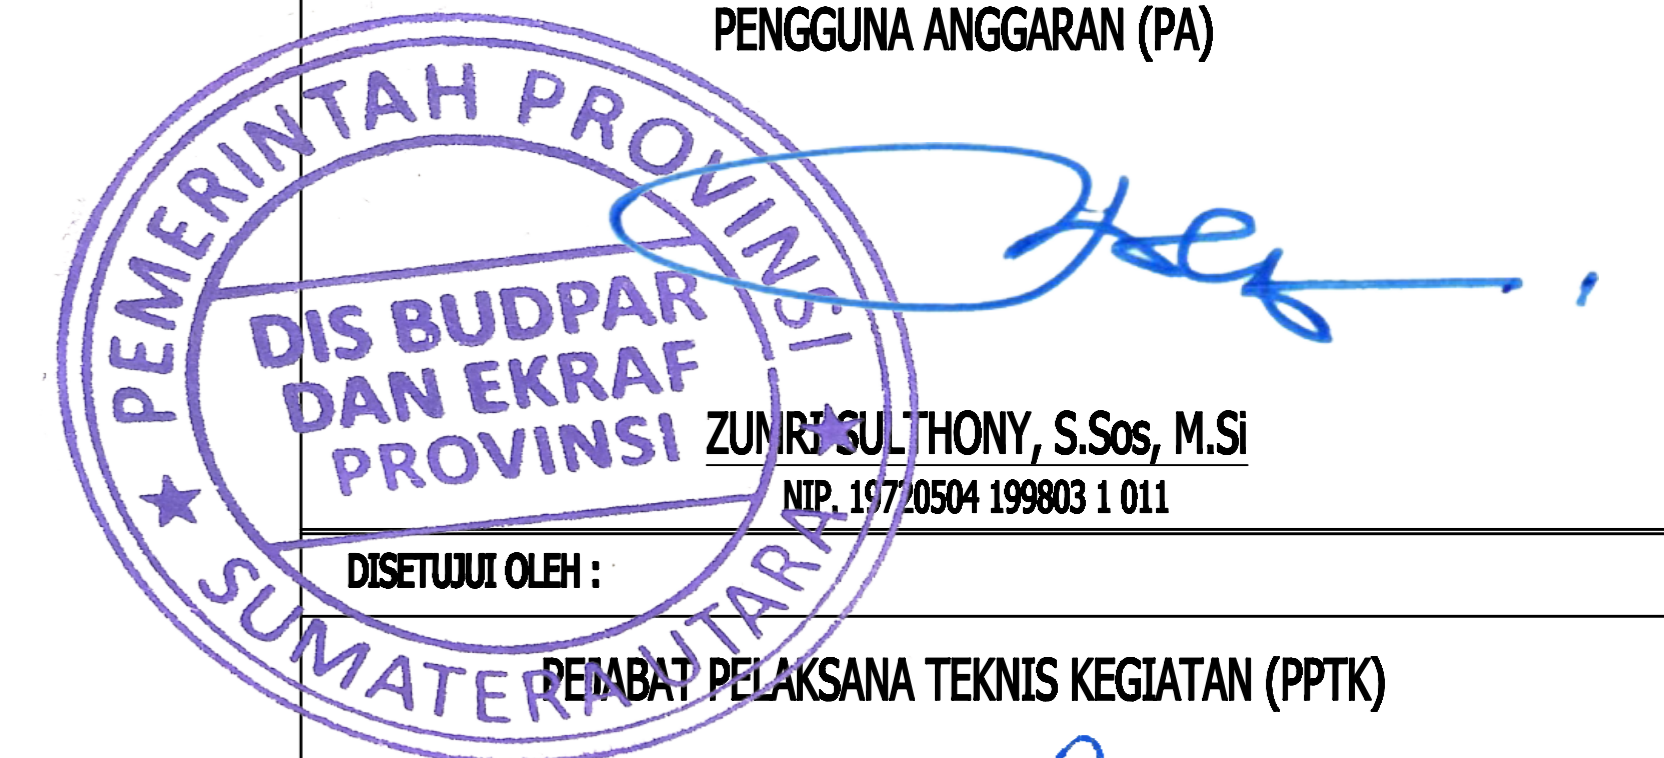 PENGGUNA ANGGARAN (PA)
PEMERINTAH PROVINSI
DIS BUDPAR
DAN EKRAF
PROVINSI
SUMATERA UTARA
ZUMRI SULTHONY, S.Sos, M.Si
NIP. 19720504 199803 1 011
DISETUJUI OLEH :
PEJABAT PELAKSANA TEKNIS KEGIATAN (PPTK)